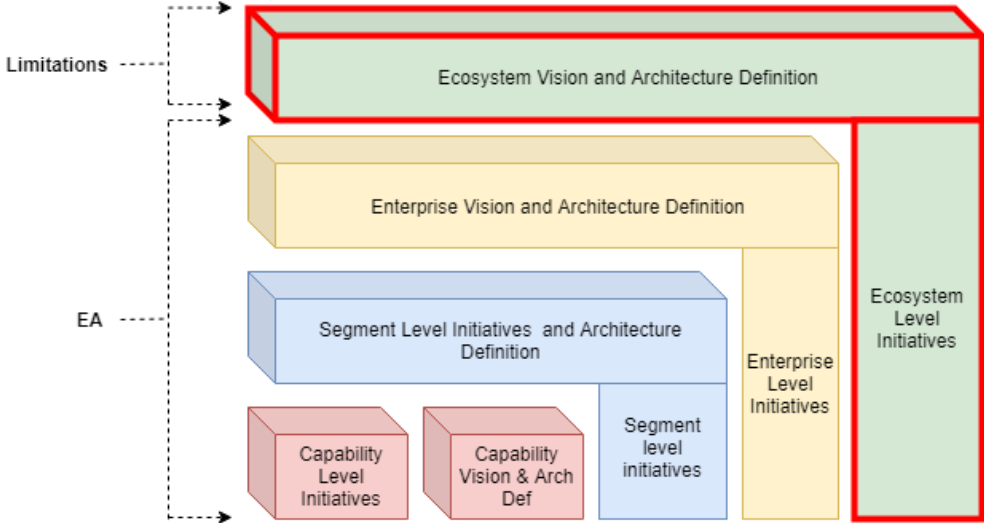 Limitations
Ecosystem Vision and Architecture Definition
Enterprise Vision and Architecture Definition
EA
Segment Level Initiatives and Architecture
Definition
Ecosystem
Level
Initiatives
Enterprise
Level
Initiatives
Segment
level
initiatives
Capability
Level
Initiatives
Capability
Vision & Arch
Def